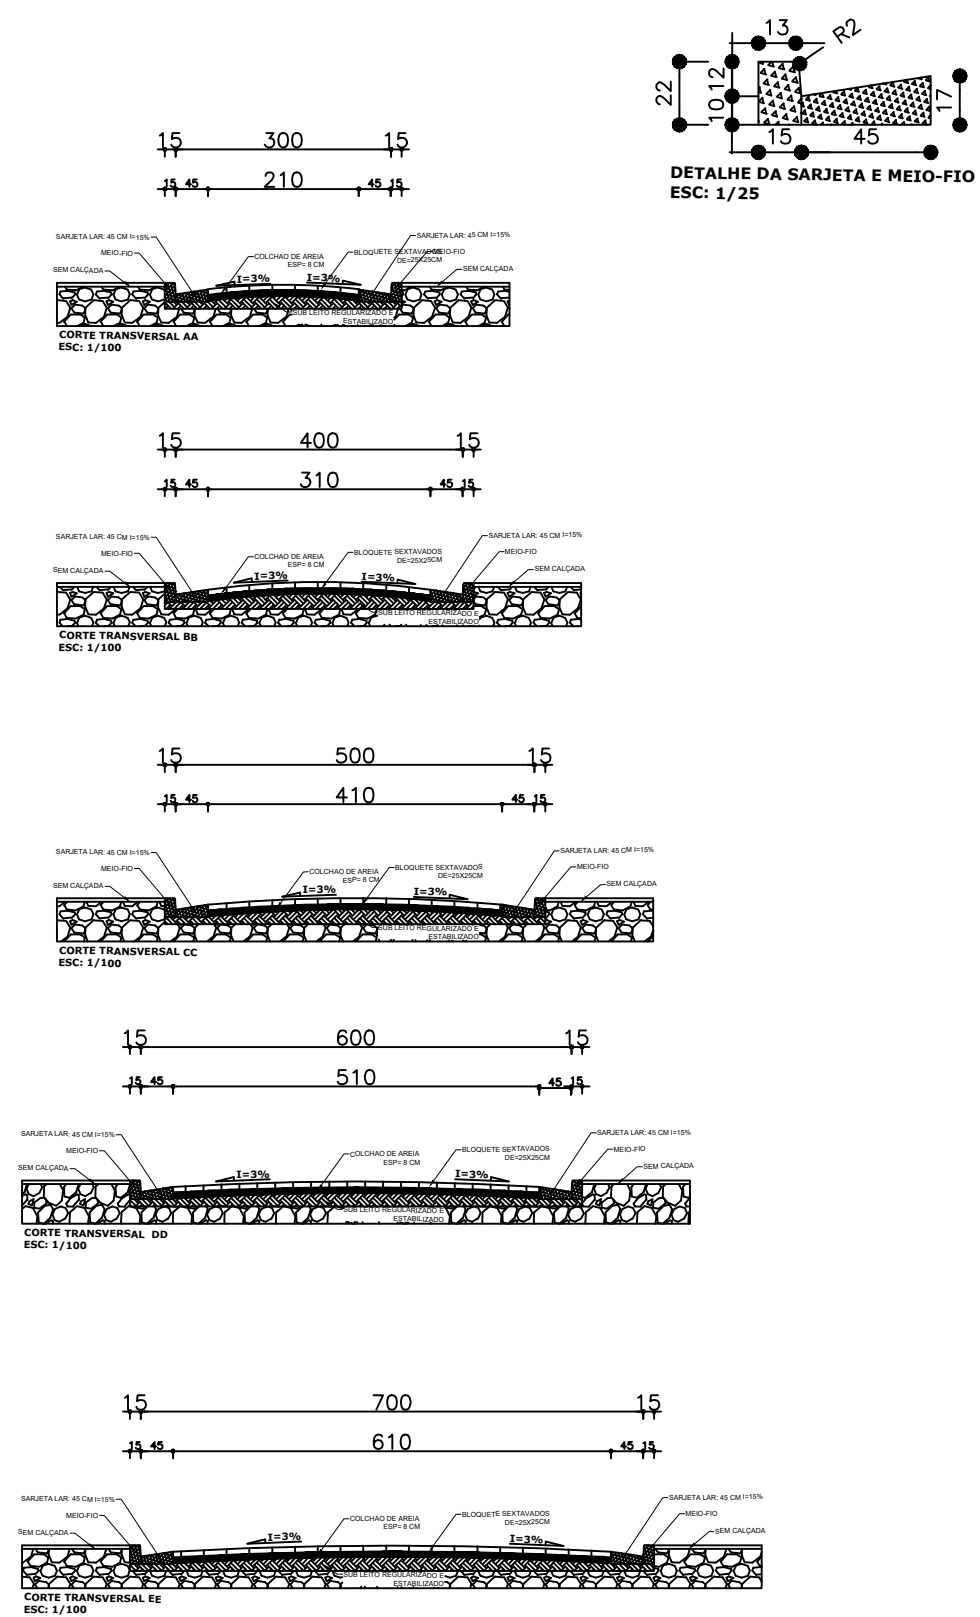 13
R2
22
12
10
17
15
45
DETALHE DA SARJETA E MEIO-FIO
ESC: 1/25
15 300 15
15 45 210 45 15
SARJETA LAR: 45 CM I=15%
SARJETA LAR: 45 CM I=15%
MEIO-FIO
COLCHAO DE AREIA
ESP= 8 CM
BLOQUETE SEXTAVADOS
DE=25X25CM
MEIO-FIO
SEM CALÇADA
SEM CALÇADA
I=3%
I=3%
SUB LEITO REGULARIZADO E
ESTABILIZADO
CORTE TRANSVERSAL AA
ESC: 1/100
15 400 15
15 45 310 45 15
SARJETA LAR: 45 CM I=15%
SARJETA LAR: 45 CM I=15%
MEIO-FIO
COLCHAO DE AREIA
ESP= 8 CM
BLOQUETE SEXTAVADOS
DE=25X25CM
MEIO-FIO
SEM CALÇADA
SEM CALÇADA
I=3%
I=3%
SUB LEITO REGULARIZADO E
ESTABILIZADO
CORTE TRANSVERSAL BB
ESC: 1/100
15 500 15
15 45 410 45 15
SARJETA LAR: 45 CM I=15%
SARJETA LAR: 45 CM I=15%
MEIO-FIO
COLCHAO DE AREIA
ESP= 8 CM
BLOQUETE SEXTAVADOS
DE=25X25CM
MEIO-FIO
SEM CALÇADA
SEM CALÇADA
I=3%
I=3%
SUB LEITO REGULARIZADO E
ESTABILIZADO
CORTE TRANSVERSAL CC
ESC: 1/100
15 600 15
15 45 510 45 15
SARJETA LAR: 45 CM I=15%
SARJETA LAR: 45 CM I=15%
MEIO-FIO
COLCHAO DE AREIA
ESP= 8 CM
BLOQUETE SEXTAVADOS
DE=25X25CM
MEIO-FIO
SEM CALÇADA
SEM CALÇADA
I=3%
I=3%
SUB LEITO REGULARIZADO E
ESTABILIZADO
CORTE TRANSVERSAL DD
ESC: 1/100
15 700 15
15 45 610 45 15
SARJETA LAR: 45 CM I=15%
SARJETA LAR: 45 CM I=15%
MEIO-FIO
COLCHAO DE AREIA
ESP= 8 CM
BLOQUETE SEXTAVADOS
DE=25X25CM
MEIO-FIO
SEM CALÇADA
SEM CALÇADA
I=3%
I=3%
SUB LEITO REGULARIZADO E
ESTABILIZADO
CORTE TRANSVERSAL EE
ESC: 1/100